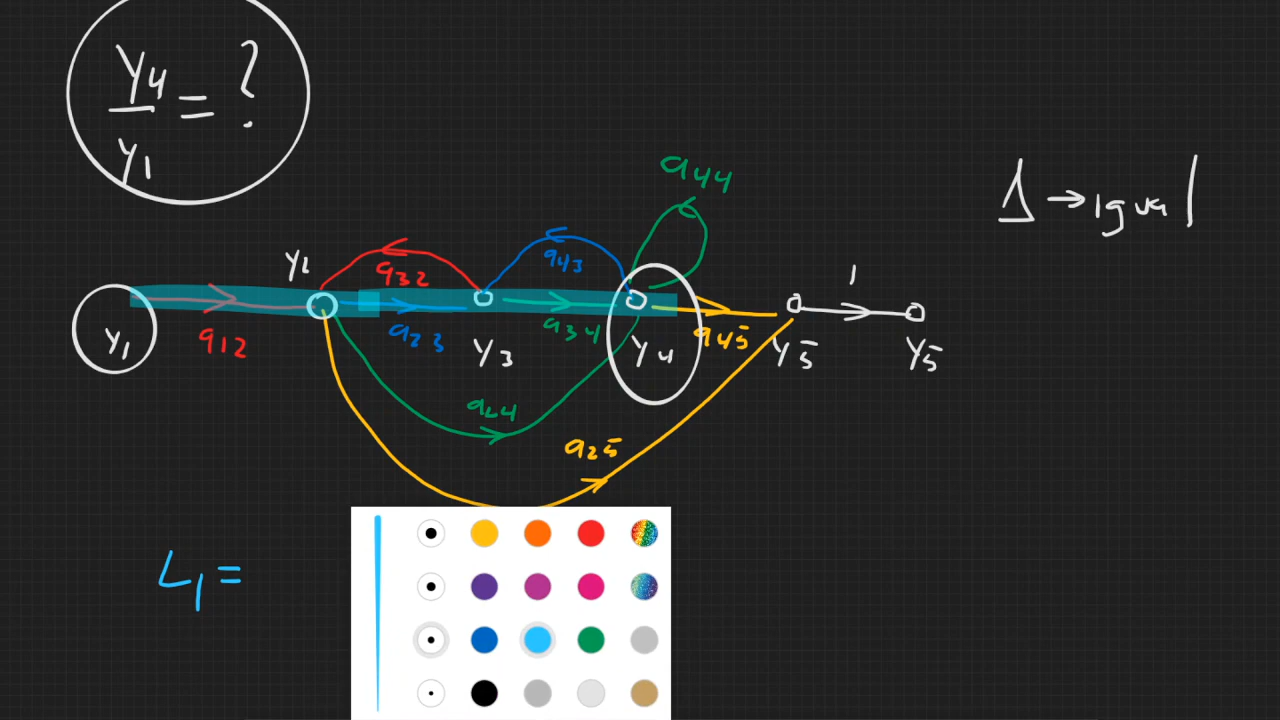 y4
— = ?
y1
a44
Δ → igual
y2
a32
a43
1
y1
a12
a23
y3
a34
y4
a45
y5
y5
a24
a25
L1 =